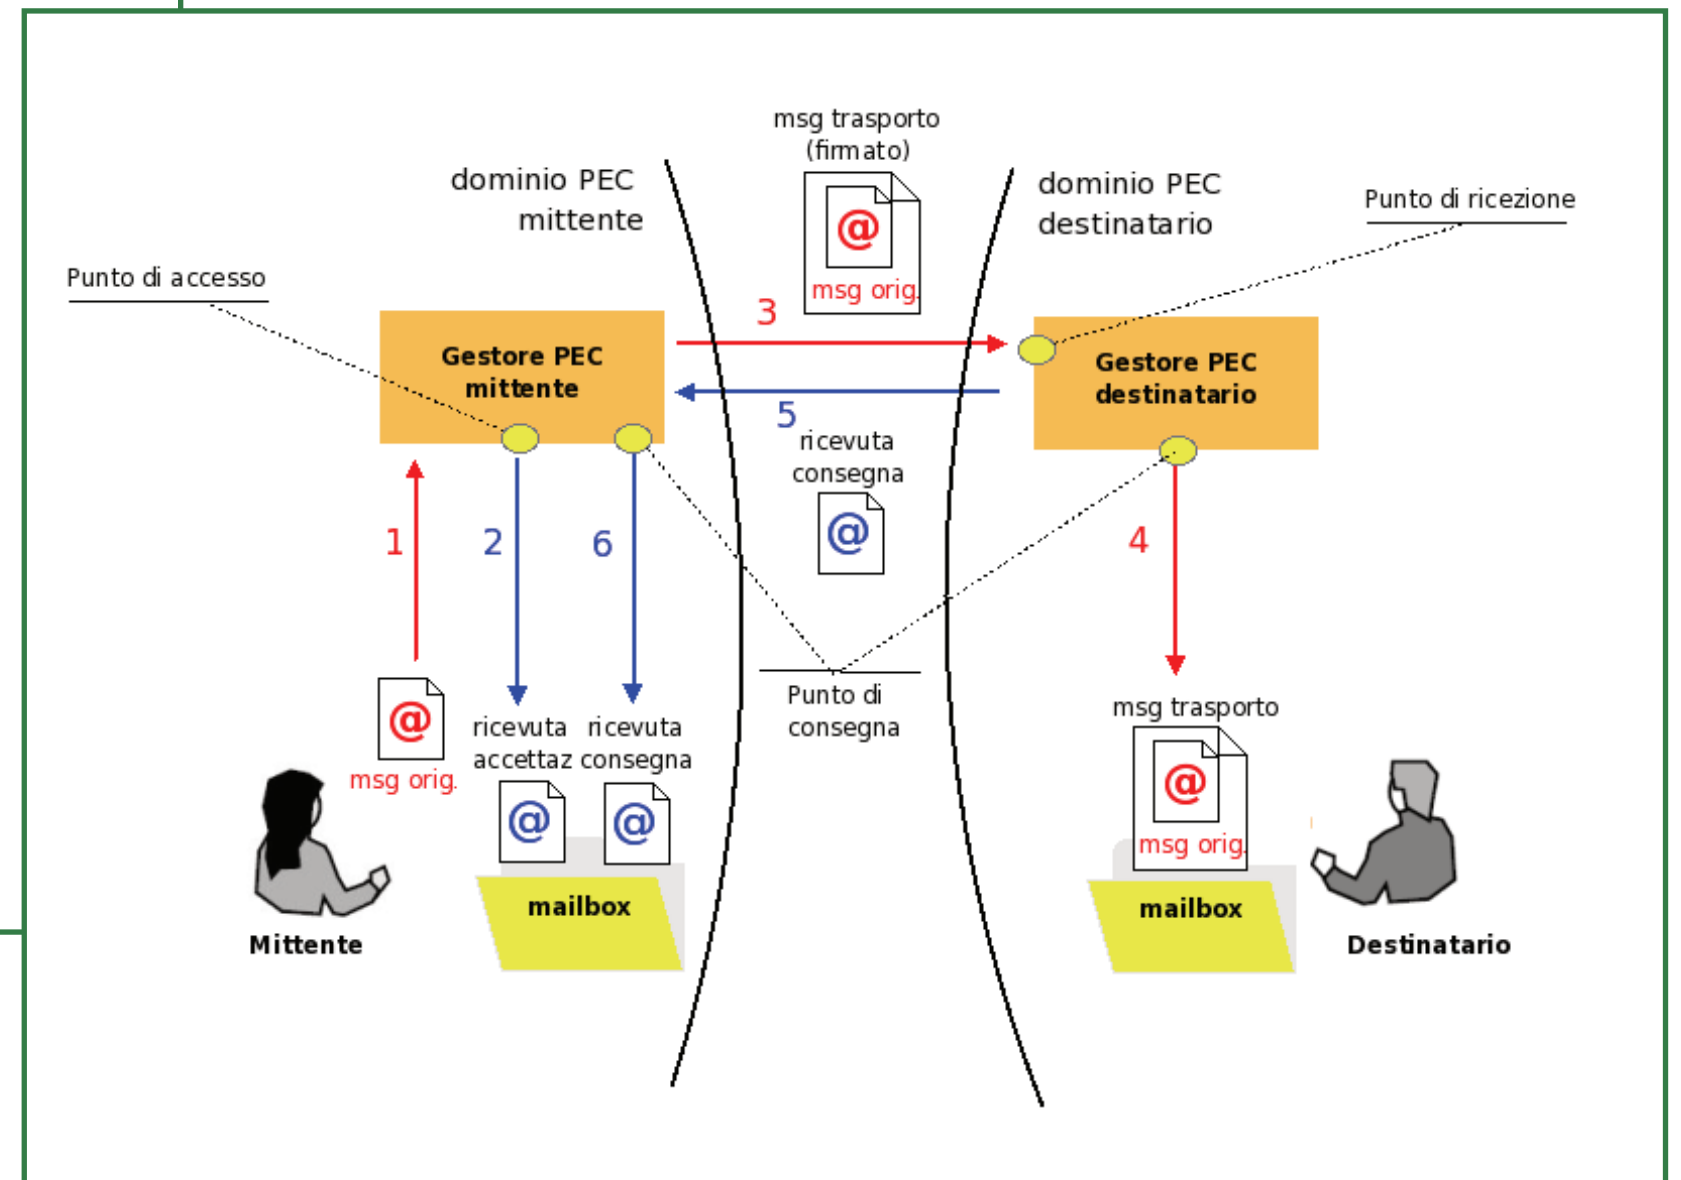 msg trasporto
(firmato)
dominio PEC
mittente
dominio PEC
destinatario
Punto di ricezione
Punto di accesso
@
msg orig.
3
Gestore PEC
mittente
Gestore PEC
destinatario
5
ricevuta
consegna
@
1
2
6
4
@
msg orig.
ricevuta
accettaz
ricevuta
consegna
@
@
Punto di
consegna
msg trasporto
@
msg orig.
mailbox
mailbox
Mittente
Destinatario